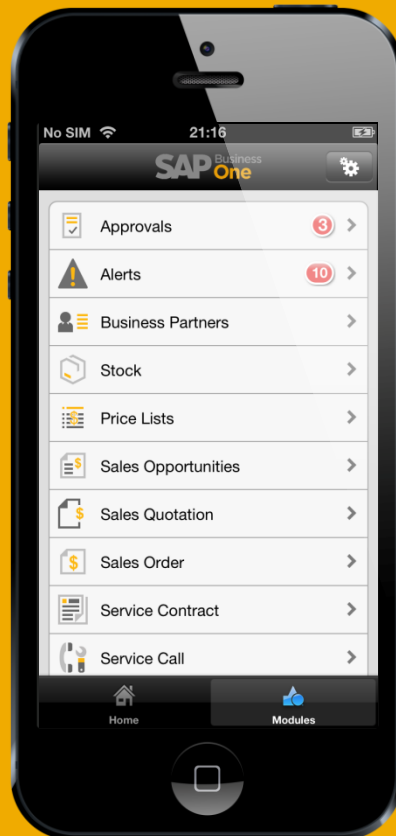 No SIM 21:16
SAP Business One
Approvals 3
Alerts 10
Business Partners
Stock
Price Lists
$
Sales Opportunities
$
Sales Quotation
$
Sales Order
$
Service Contract
Service Call
Home Modules